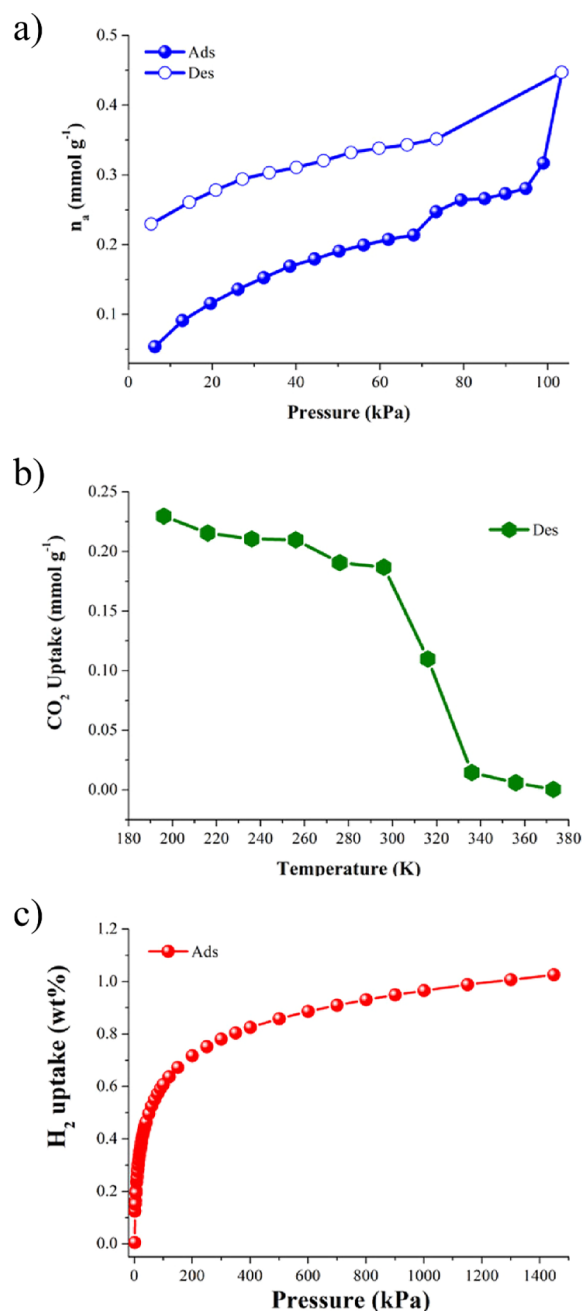 a)
Ads
Des
0.5
0.4
0.3
0.2
0.1
nₐ (mmol g⁻¹)
0 20 40 60 80 100
Pressure (kPa)
b)
0.25
0.20
0.15
0.10
0.05
0.00
CO₂ Uptake (mmol g⁻¹)
Des
180 200 220 240 260 280 300 320 340 360 380
Temperature (K)
c)
1.2
1.0
0.8
0.6
0.4
0.2
0.0
H₂ uptake (wt%)
Ads
0 200 400 600 800 1000 1200 1400
Pressure (kPa)